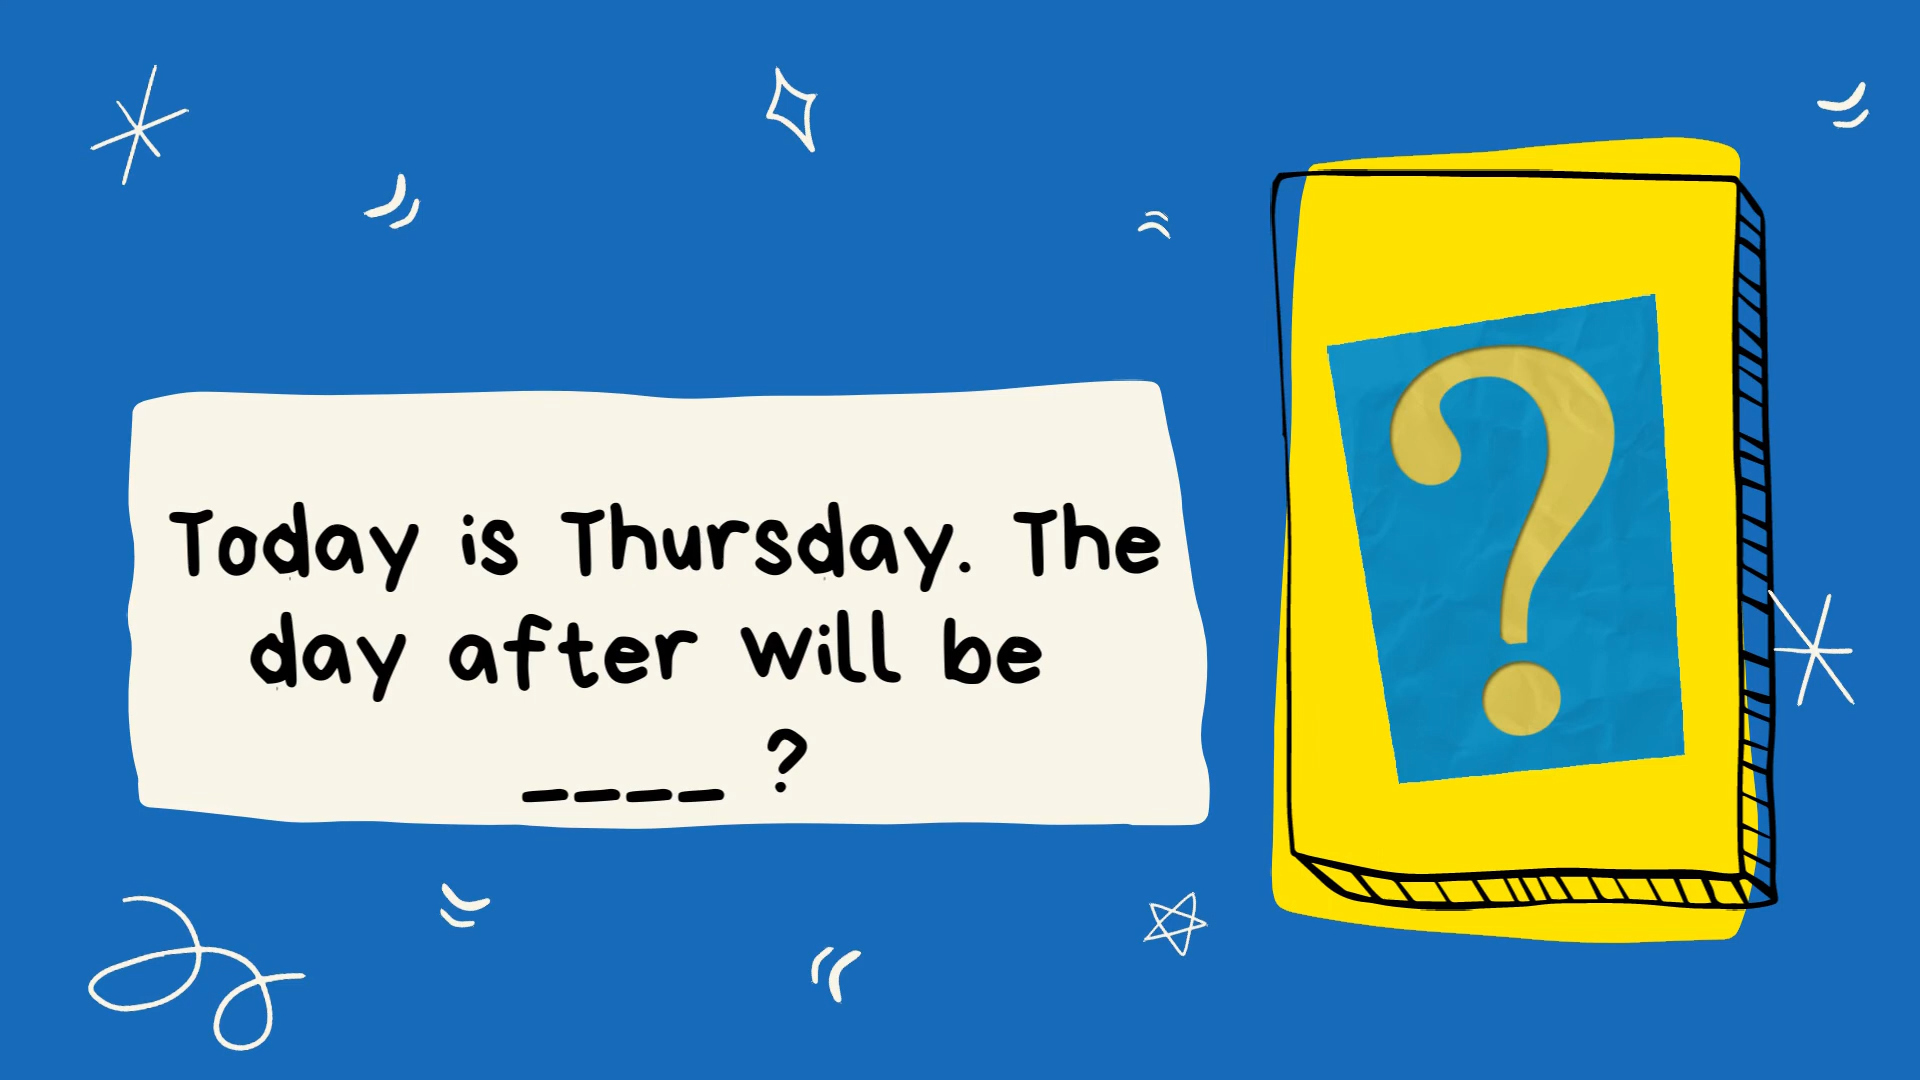 Today is Thursday. The
day after will be
____ ?
?